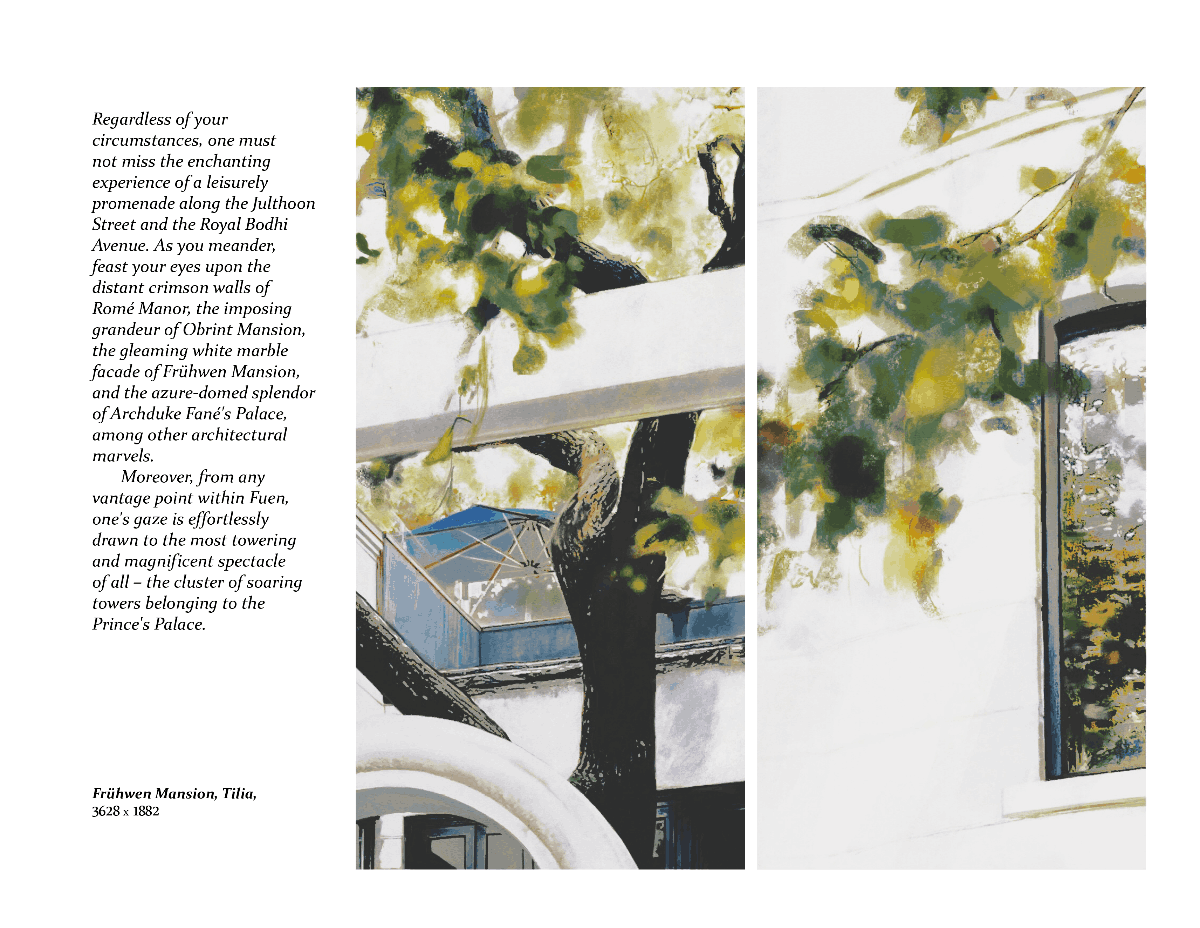 Regardless of your
circumstances, one must
not miss the enchanting
experience of a leisurely
promenade along the Julthoon
Street and the Royal Bodhi
Avenue. As you meander,
feast your eyes upon the
distant crimson walls of
Romé Manor, the imposing
grandeur of Obrint Mansion,
the gleaming white marble
facade of Frühwen Mansion,
and the azure-domed splendor
of Archduke Fané's Palace,
among other architectural
marvels.
Moreover, from any
vantage point within Fuen,
one's gaze is effortlessly
drawn to the most towering
and magnificent spectacle
of all – the cluster of soaring
towers belonging to the
Prince's Palace.
Frühwen Mansion, Tilia,
3628 x 1882